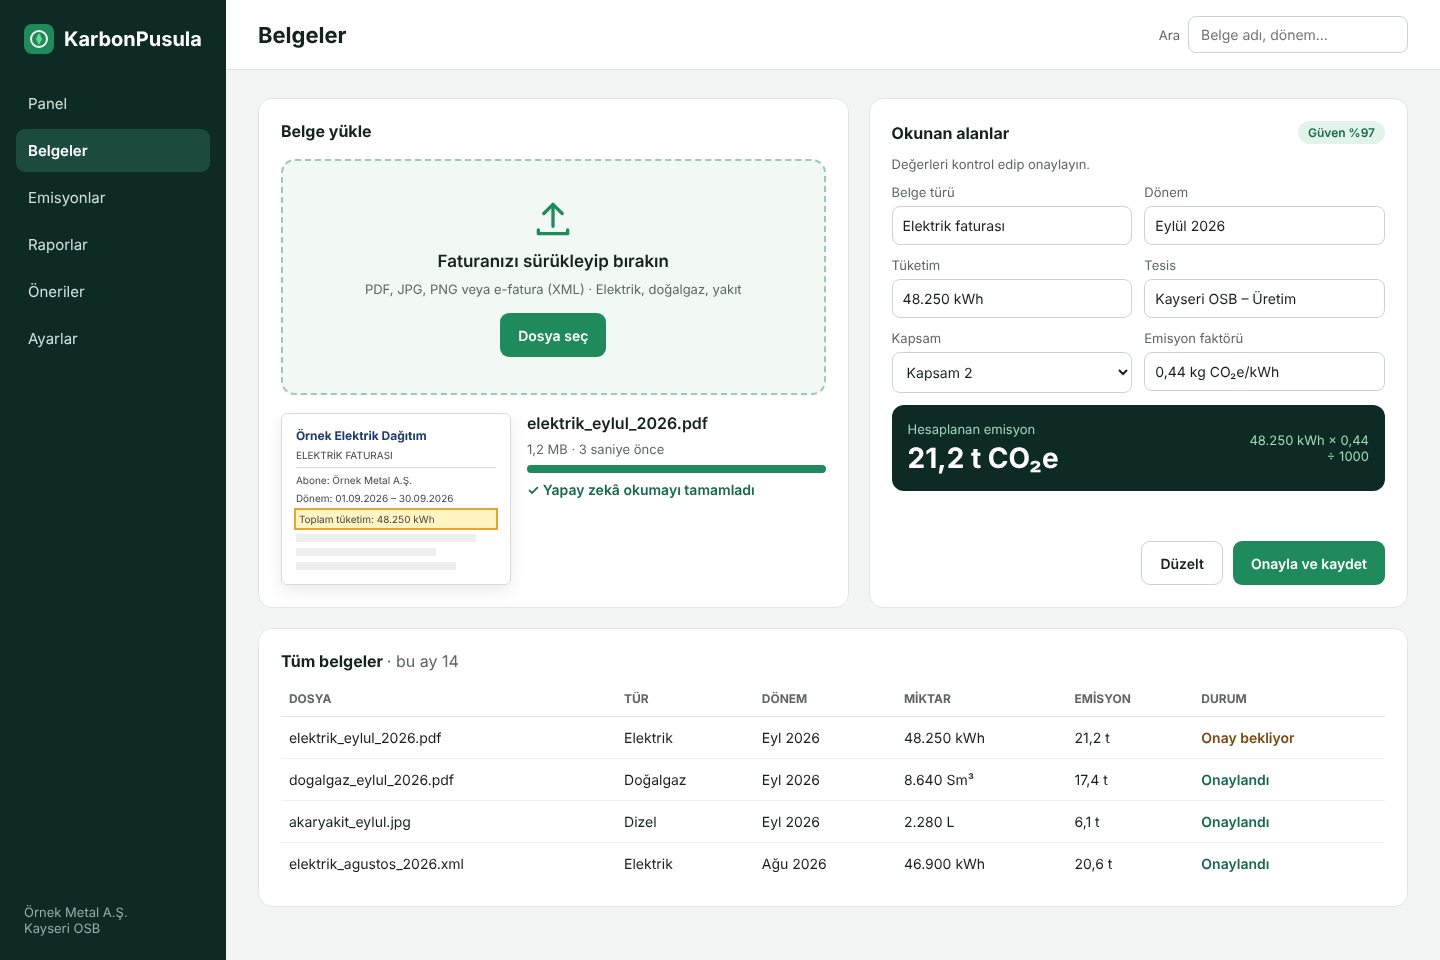 KarbonPusula
Panel
Belgeler
Emisyonlar
Raporlar
Öneriler
Ayarlar
Örnek Metal A.Ş.
Kayseri OSB
Belgeler
Ara
Belge adı, dönem...
Belge yükle
Faturanızı sürükleyip bırakın
PDF, JPG, PNG veya e-fatura (XML) · Elektrik, doğalgaz, yakıt
Dosya seç
Örnek Elektrik Dağıtım
ELEKTRİK FATURASI
Abone: Örnek Metal A.Ş.
Dönem: 01.09.2026 – 30.09.2026
Toplam tüketim: 48.250 kWh
elektrik_eylul_2026.pdf
1,2 MB · 3 saniye önce
✓ Yapay zekâ okumayı tamamladı
Okunan alanlar
Güven %97
Değerleri kontrol edip onaylayın.
Belge türü
Elektrik faturası
Dönem
Eylül 2026
Tüketim
48.250 kWh
Tesis
Kayseri OSB – Üretim
Kapsam
Kapsam 2
Emisyon faktörü
0,44 kg CO₂e/kWh
Hesaplanan emisyon
21,2 t CO₂e
48.250 kWh × 0,44
÷ 1000
Düzelt
Onayla ve kaydet
Tüm belgeler · bu ay 14
DOSYA TÜR DÖNEM MİKTAR EMİSYON DURUM
elektrik_eylul_2026.pdf Elektrik Eyl 2026 48.250 kWh 21,2 t Onay bekliyor
dogalgaz_eylul_2026.pdf Doğalgaz Eyl 2026 8.640 Sm³ 17,4 t Onaylandı
akaryakit_eylul.jpg Dizel Eyl 2026 2.280 L 6,1 t Onaylandı
elektrik_agustos_2026.xml Elektrik Ağu 2026 46.900 kWh 20,6 t Onaylandı